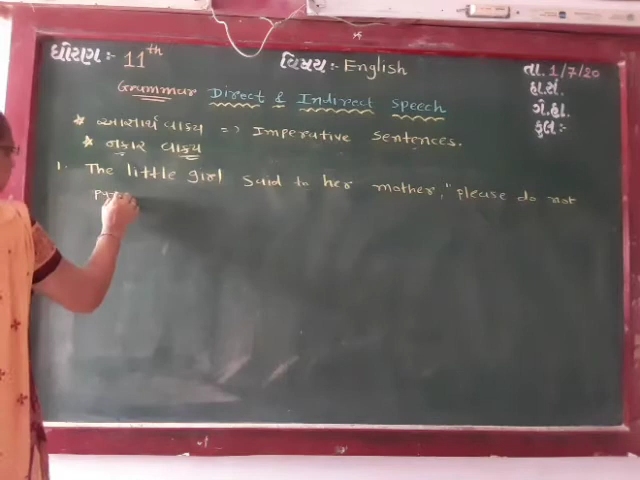 ધોરણ:- 11th વિષય:- English તા. 1/7/20
હા.સં.
ગે.હા.
કુલ:-
Grammar Direct & Indirect Speech
* આજ્ઞાર્થ વાક્ય => Imperative Sentences.
* નકાર વાક્ય
1. The little girl said to her mother, "please do not